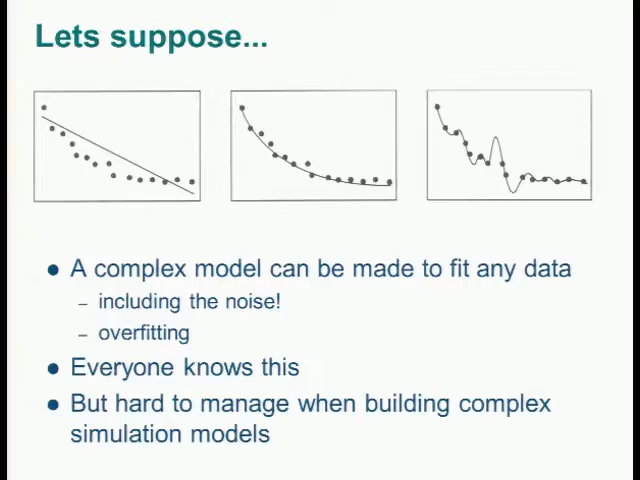 Lets suppose...
● A complex model can be made to fit any data
– including the noise!
– overfitting
● Everyone knows this
● But hard to manage when building complex
simulation models